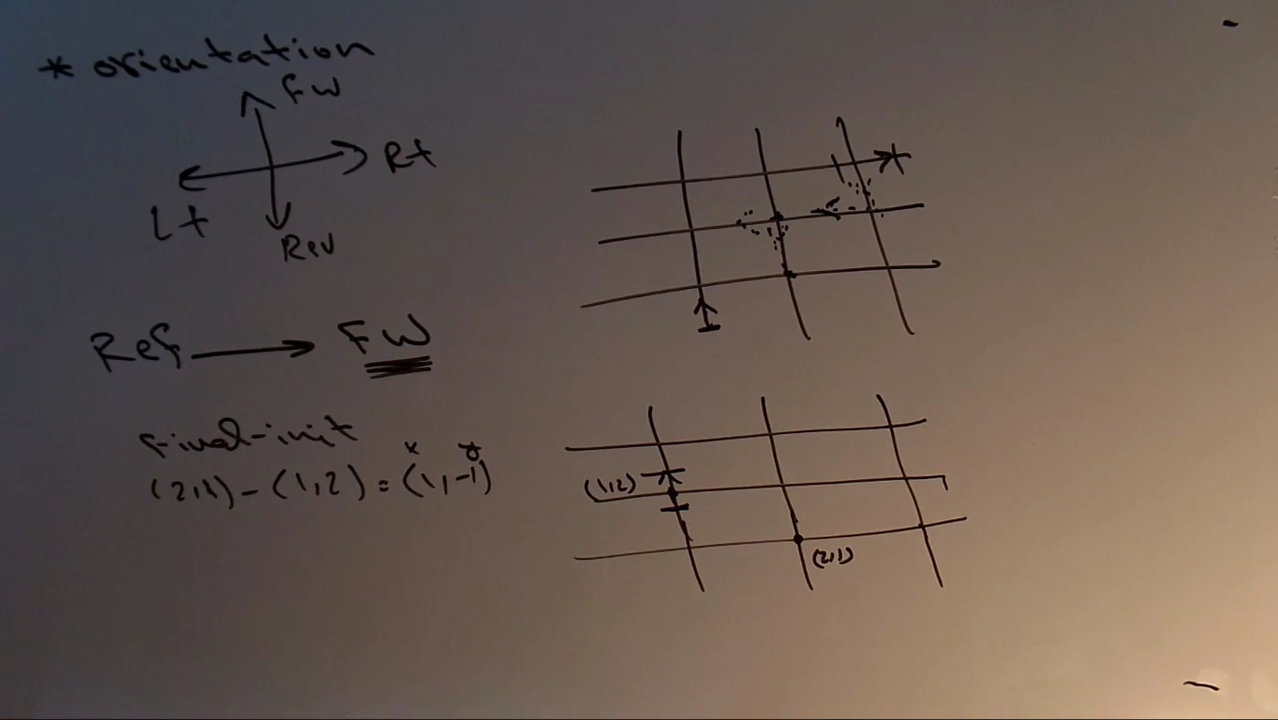 * orientation
FW
Rt
Lt
Rev
Ref → FW
final-init
x y
(2,1) - (1,2) = (1,-1)
(1,2)
(2,1)